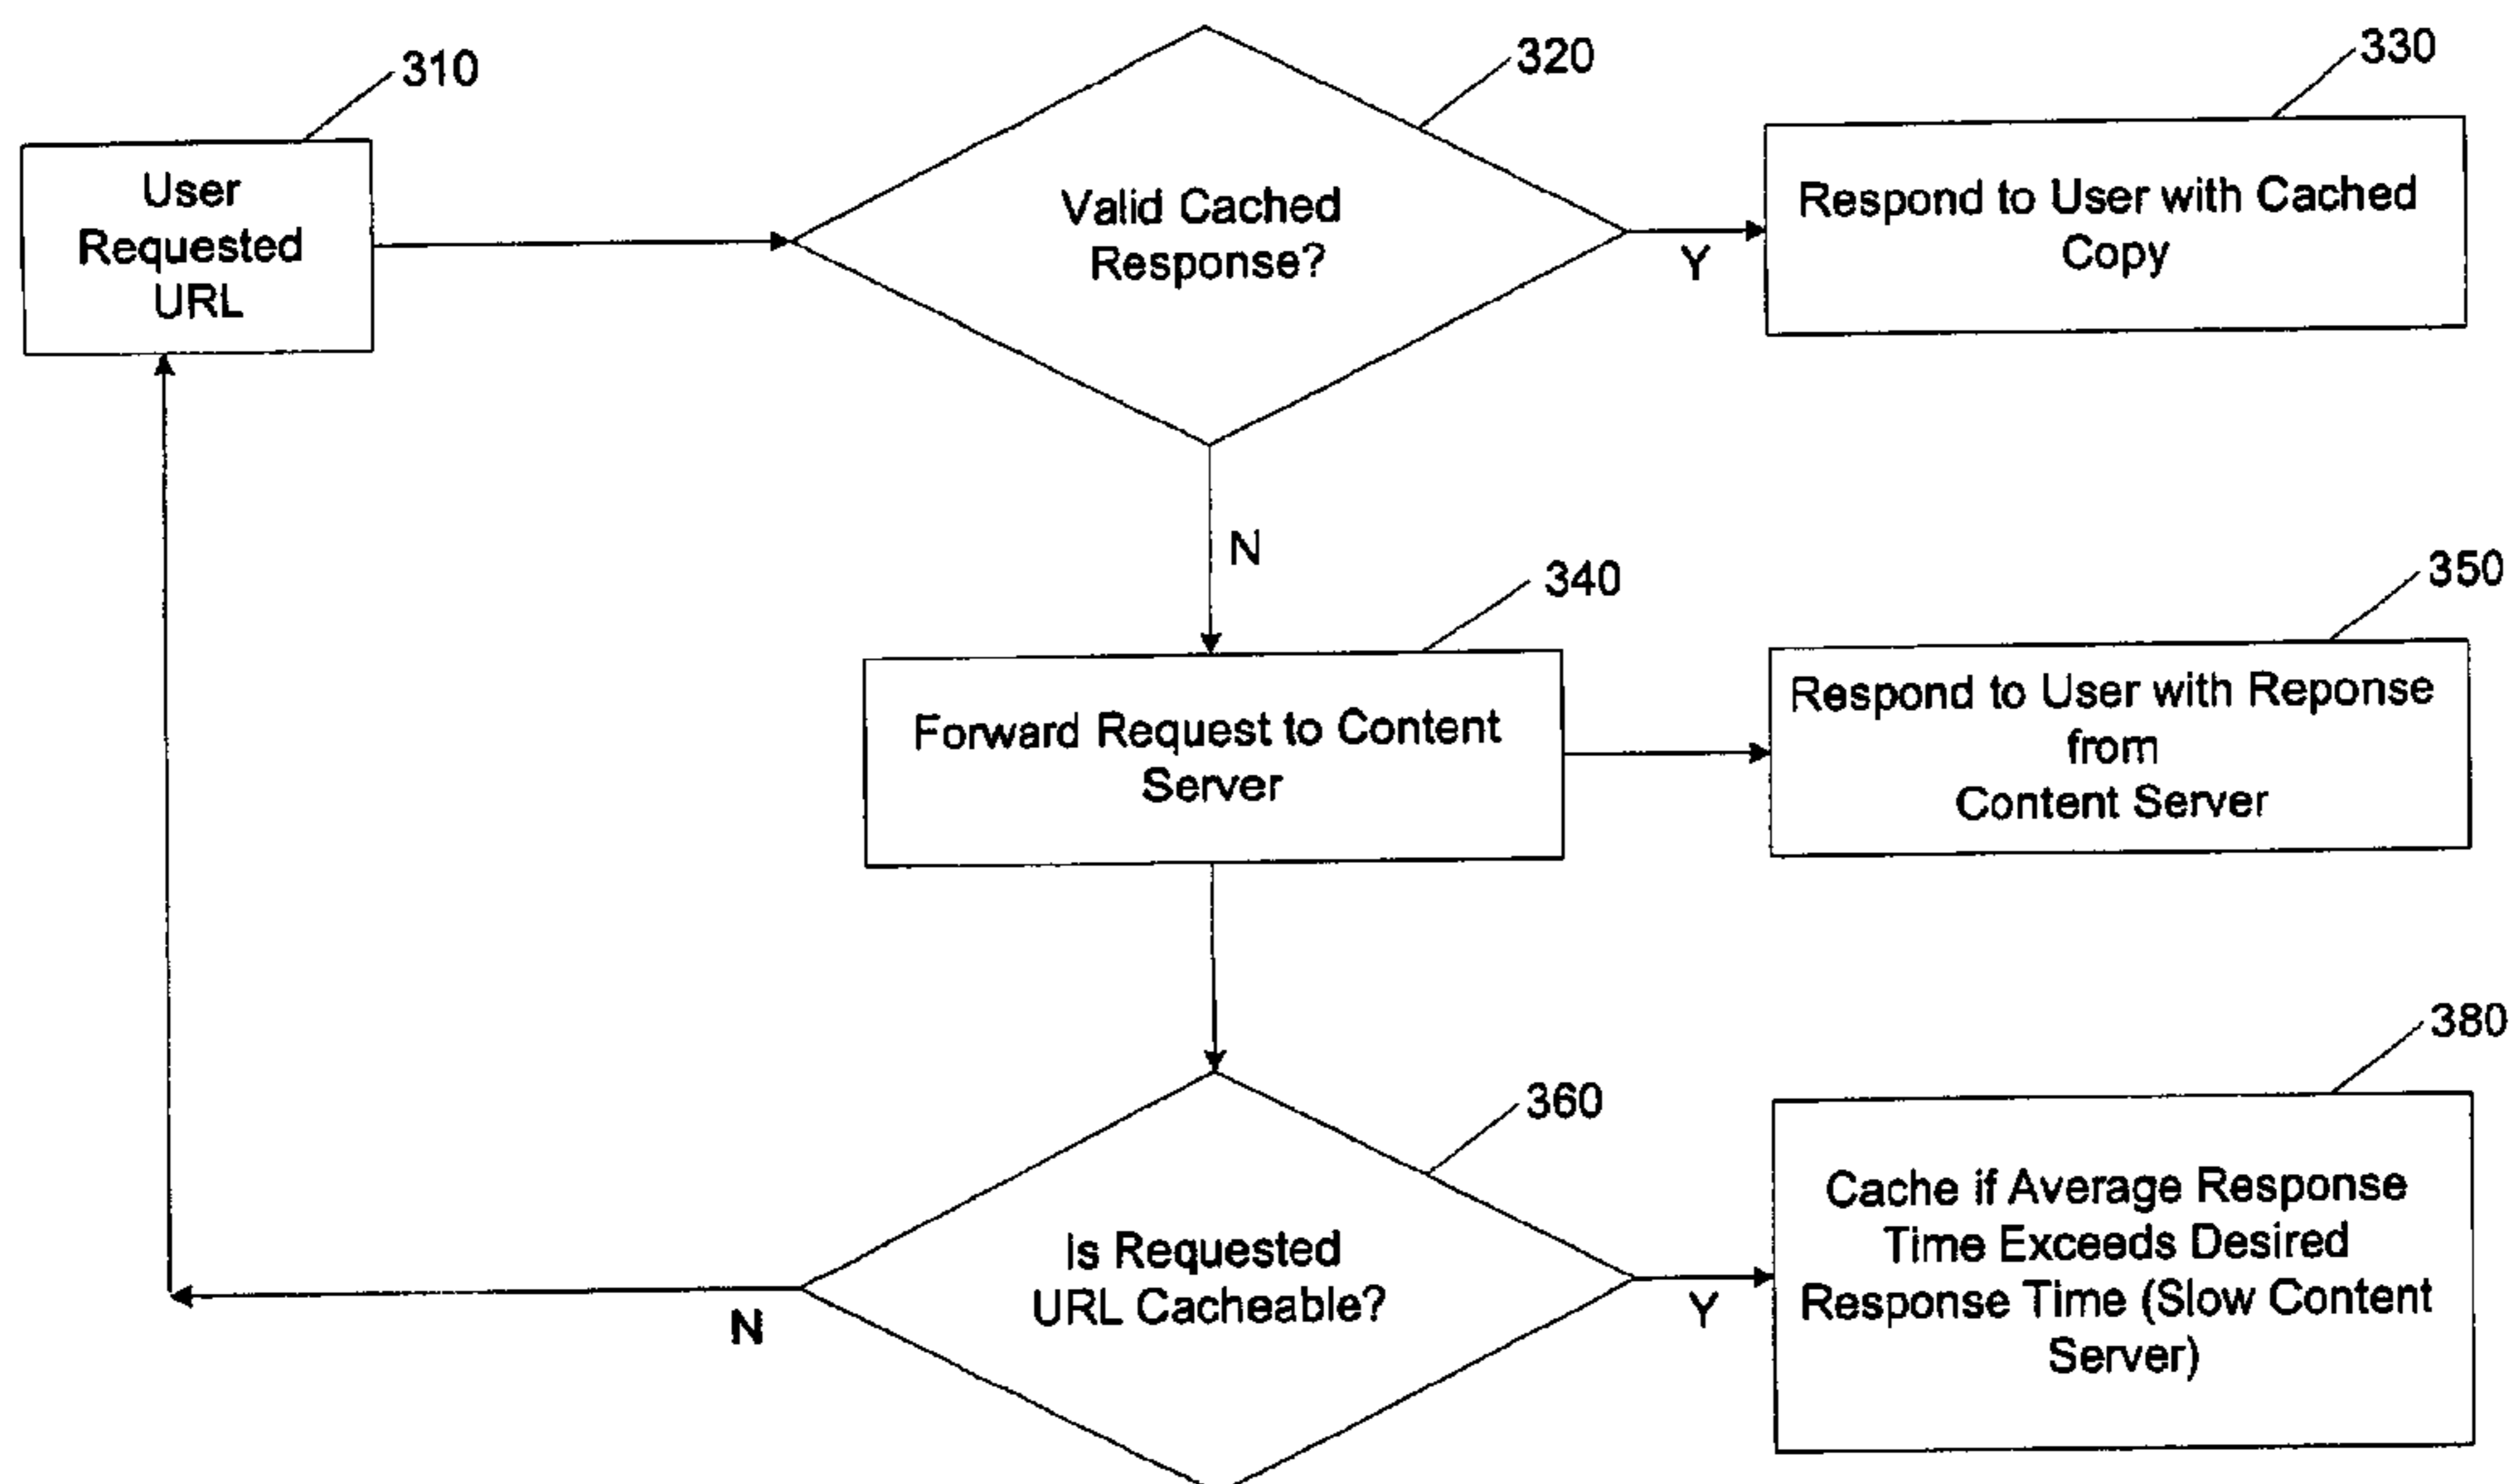 310
User
Requested
URL
320
Valid Cached
Response?
Y
330
Respond to User with Cached
Copy
N
340
Forward Request to Content
Server
350
Respond to User with Reponse
from
Content Server
360
Is Requested
URL Cacheable?
N
Y
380
Cache if Average Response
Time Exceeds Desired
Response Time (Slow Content
Server)